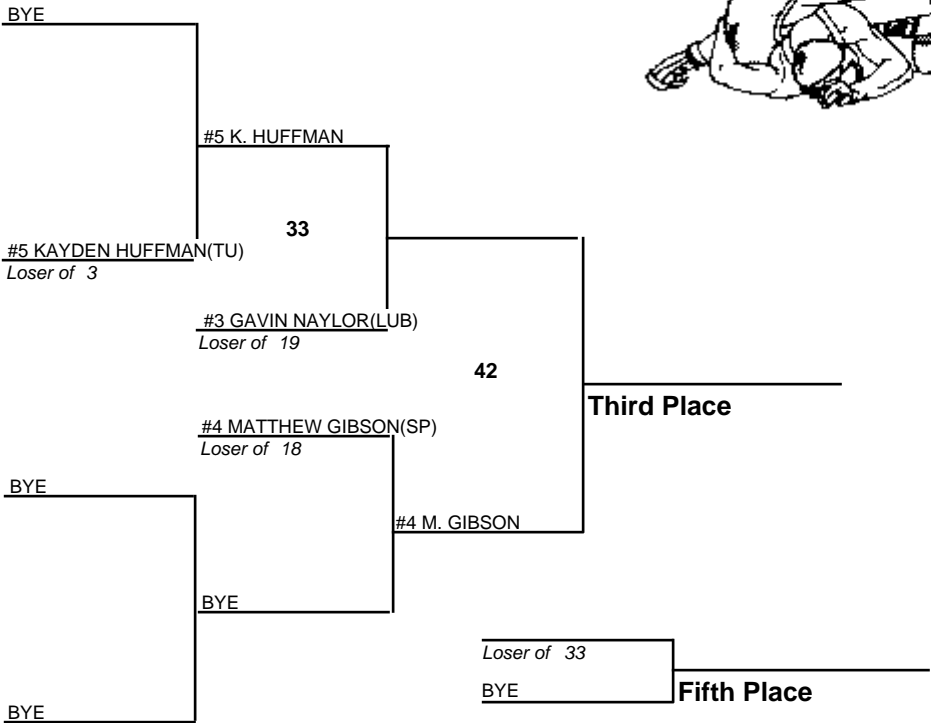 BYE
#5 K. HUFFMAN
33
#5 KAYDEN HUFFMAN(TU)
Loser of 3
#3 GAVIN NAYLOR(LUB)
Loser of 19
42
Third Place
#4 MATTHEW GIBSON(SP)
Loser of 18
BYE
#4 M. GIBSON
BYE
Loser of 33
BYE
Fifth Place
BYE